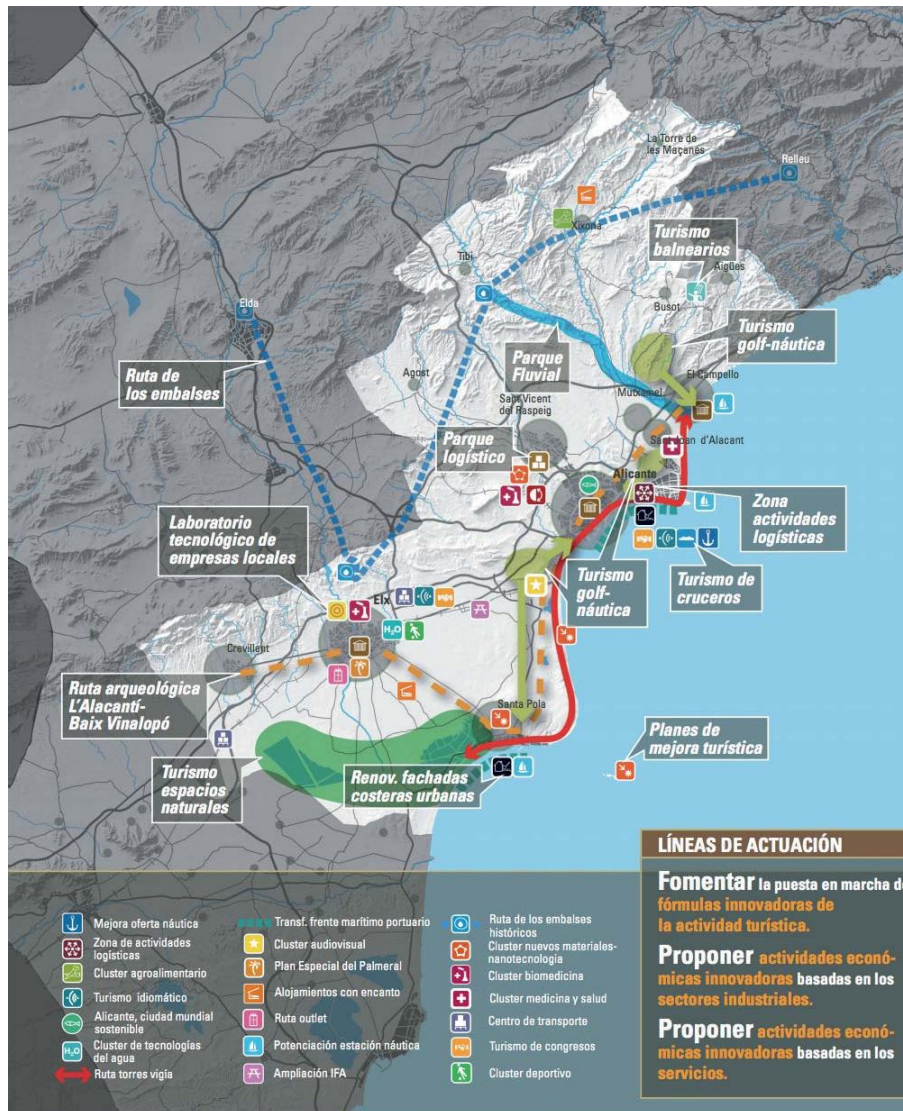 La Torre de
les Maçanes
Relleu
Xixona
Turismo
balnearios
Tibi
Aigües
Elda
Busot
Turismo
golf-náutica
Parque
Fluvial
Ruta de
los embalses
El Campello
Agost
Mutxamel
Sant Vicent
del Raspeig
Sant Joan d'Alacant
Parque
logístico
Alicante
Zona
actividades
logísticas
Laboratorio
tecnológico de
empresas locales
Turismo
golf-
náutica
Turismo de
cruceros
Elx
H₂O
Crevillent
Ruta arqueológica
L'Alacantí-
Baix Vinalopó
Santa Pola
Planes de
mejora turística
Turismo
espacios
naturales
Renov. fachadas
costeras urbanas
LÍNEAS DE ACTUACIÓN
Fomentar la puesta en marcha de
fórmulas innovadoras de
la actividad turística.
Proponer actividades econó-
micas innovadoras basadas en los
sectores industriales.
Proponer actividades econó-
micas innovadoras basadas en los
servicios.
Mejora oferta náutica
Zona de actividades
logísticas
Cluster agroalimentario
Turismo idiomático
Alicante, ciudad mundial
sostenible
H₂O
Cluster de tecnologías
del agua
Ruta torres vigía
Transf. frente marítimo portuario
Cluster audiovisual
Plan Especial del Palmeral
Alojamientos con encanto
Ruta outlet
Potenciación estación náutica
Ampliación IFA
Ruta de los embalses
históricos
Cluster nuevos materiales-
nanotecnología
Cluster biomedicina
Cluster medicina y salud
Centro de transporte
Turismo de congresos
Cluster deportivo